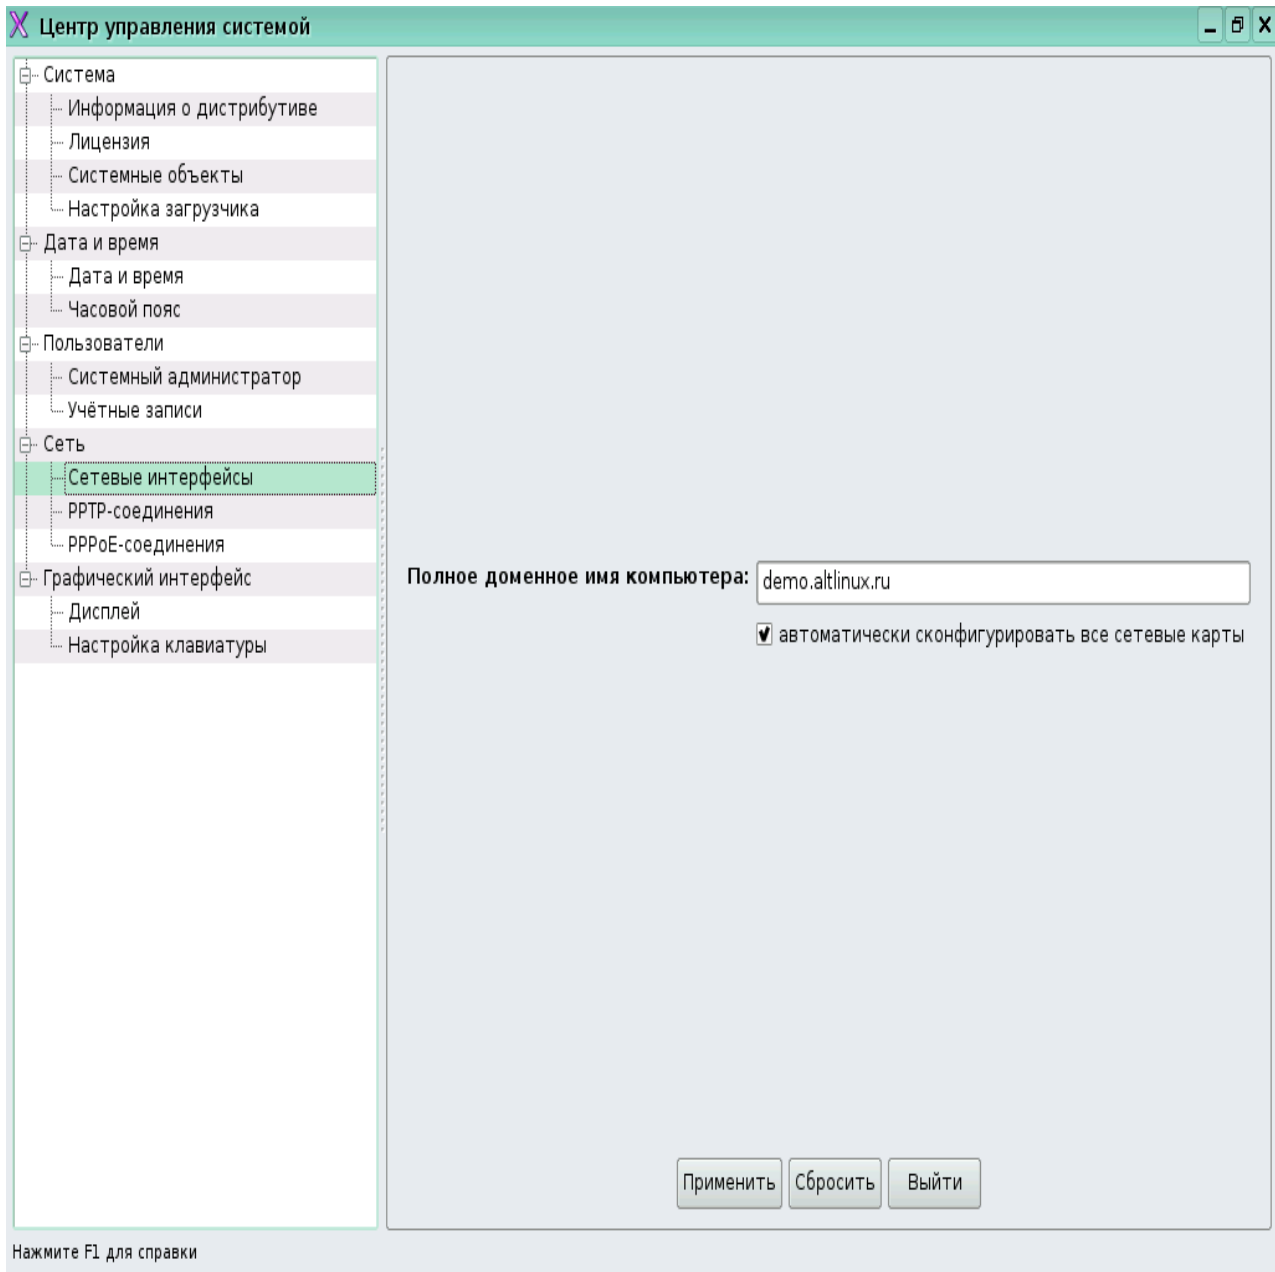 Центр управления системой
Система
Информация о дистрибутиве
Лицензия
Системные объекты
Настройка загрузчика
Дата и время
Дата и время
Часовой пояс
Пользователи
Системный администратор
Учётные записи
Сеть
Сетевые интерфейсы
PPTP-соединения
PPPoE-соединения
Графический интерфейс
Дисплей
Настройка клавиатуры
Полное доменное имя компьютера: demo.altlinux.ru
автоматически сконфигурировать все сетевые карты
Применить Сбросить Выйти
Нажмите F1 для справки